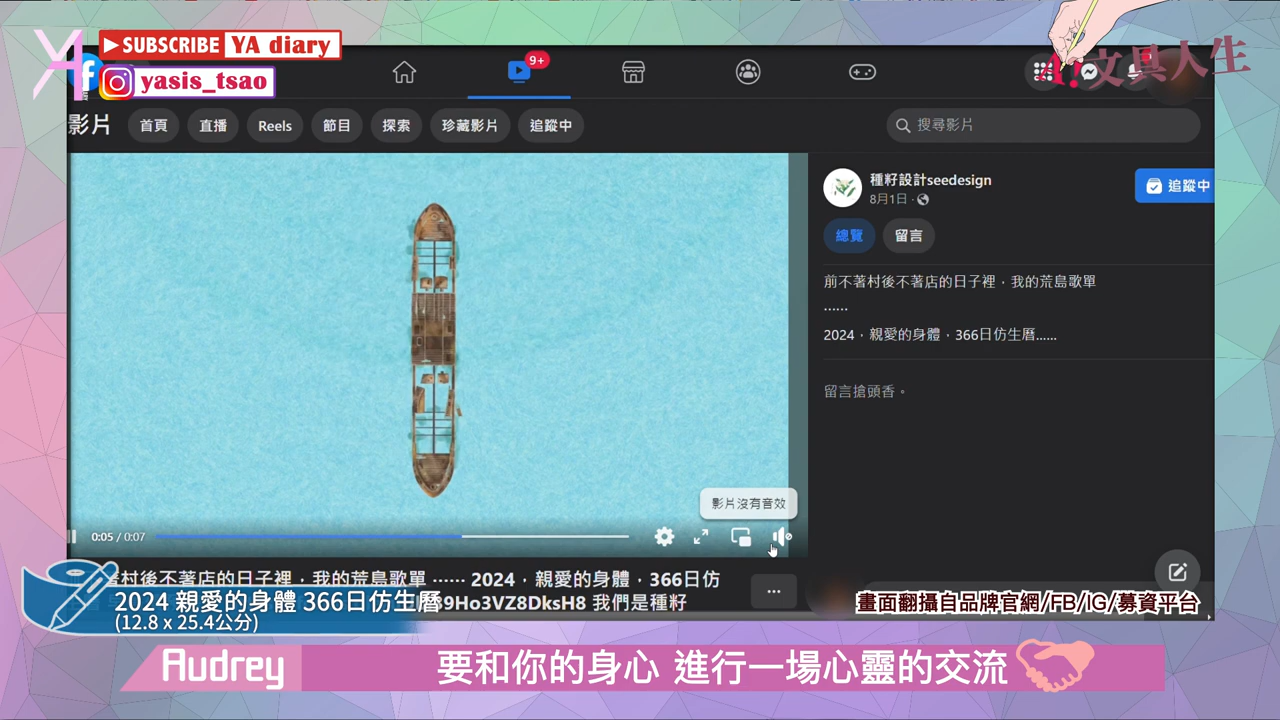 YA
SUBSCRIBE YA diary
yasis_tsao
文具人生
9+
影片
首頁
直播
Reels
節目
探索
珍藏影片
追蹤中
搜尋影片
種籽設計seedesign
8月1日
追蹤中
總覽
留言
前不著村後不著店的日子裡，我的荒島歌單
......
2024，親愛的身體，366日仿生曆......
留言搶頭香。
影片沒有音效
0:05 / 0:07
著村後不著店的日子裡，我的荒島歌單 ...... 2024，親愛的身體，366日仿
9Ho3VZ8DksH8 我們是種籽
2024 親愛的身體 366日仿生曆
(12.8 x 25.4公分)
畫面翻攝自品牌官網/FB/IG/募資平台
Audrey
要和你的身心 進行一場心靈的交流